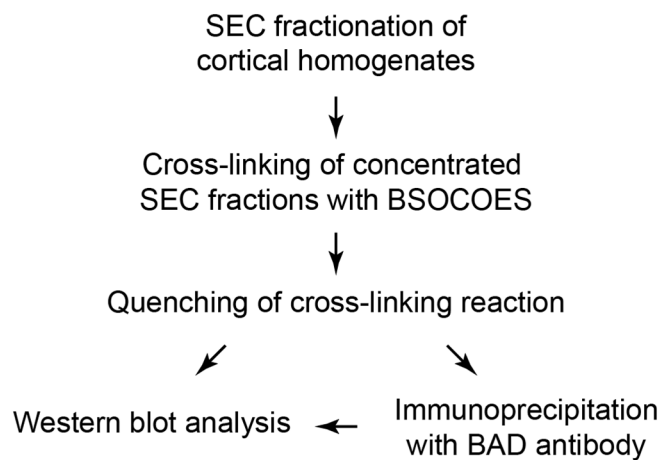 SEC fractionation of
cortical homogenates
Cross-linking of concentrated
SEC fractions with BSOCOES
Quenching of cross-linking reaction
Western blot analysis
Immunoprecipitation
with BAD antibody